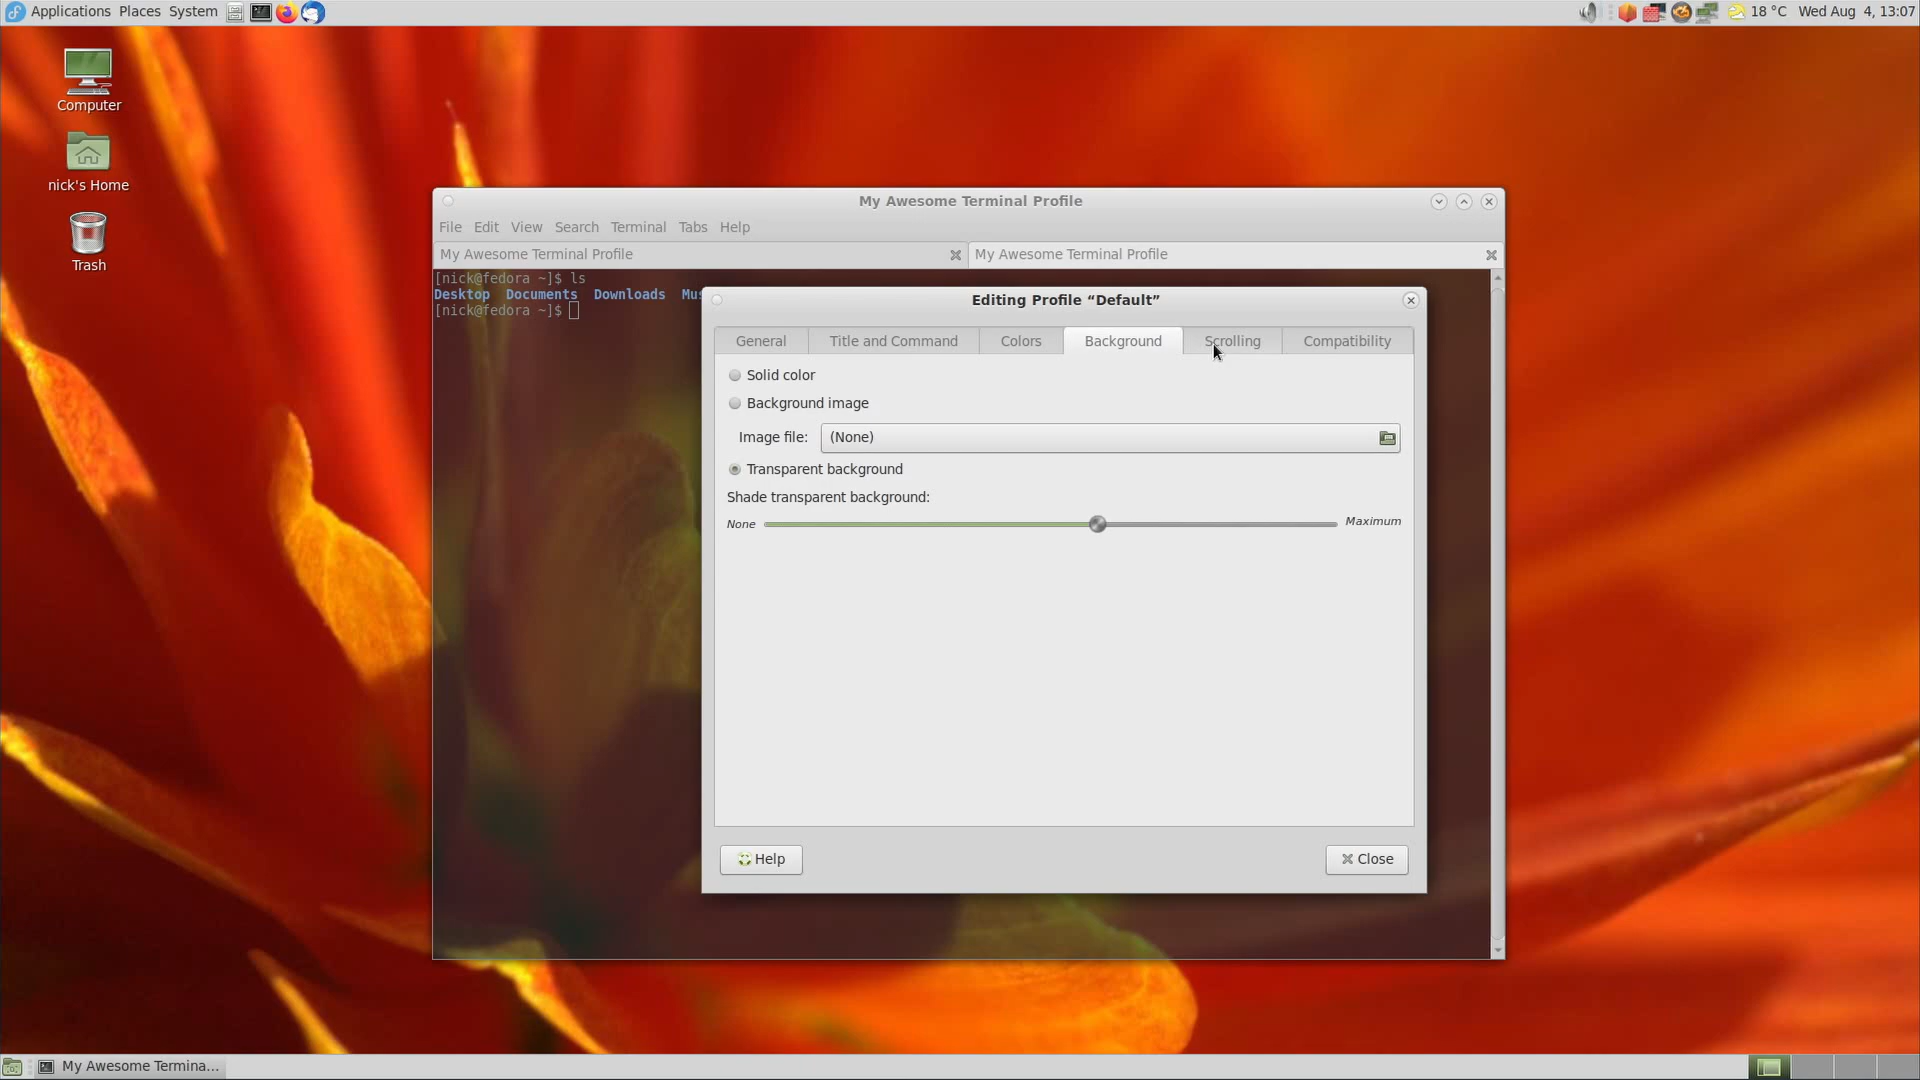 Applications Places System
18 °C Wed Aug 4, 13:07
Computer
nick's Home
Trash
My Awesome Terminal Profile
File Edit View Search Terminal Tabs Help
My Awesome Terminal Profile
My Awesome Terminal Profile
[nick@fedora ~]$ ls
Desktop Documents Downloads Mus
[nick@fedora ~]$
Editing Profile “Default”
General Title and Command Colors Background Scrolling Compatibility
Solid color
Background image
Image file: (None)
Transparent background
Shade transparent background:
None Maximum
Help Close
My Awesome Termina...